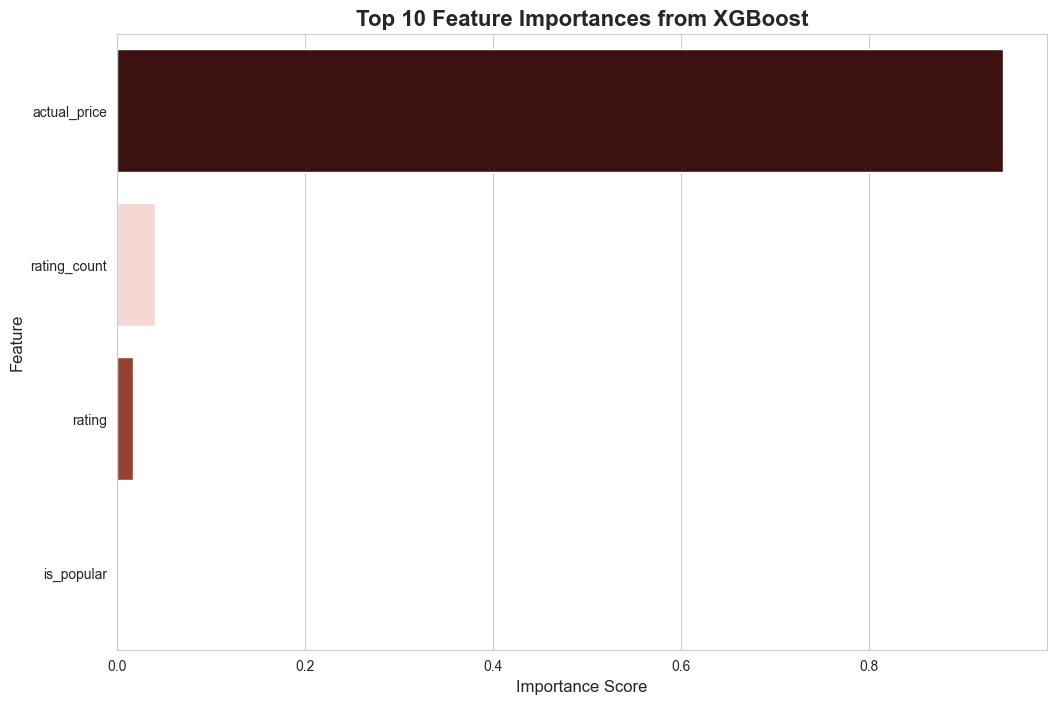 Top 10 Feature Importances from XGBoost
actual_price
rating_count
rating
is_popular
Feature
0.0 0.2 0.4 0.6 0.8
Importance Score